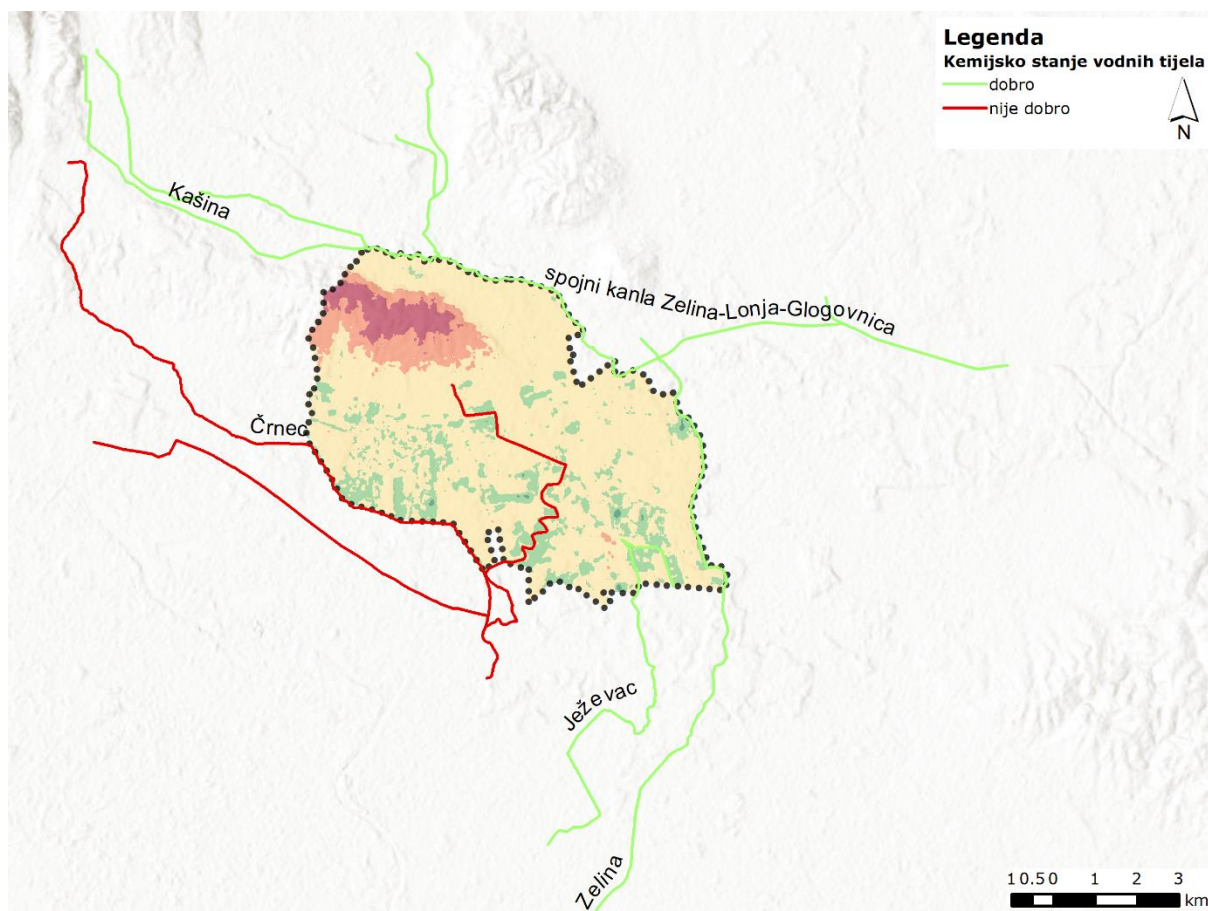 Legenda
Kemijsko stanje vodnih tijela
dobro
nije dobro
N
Kašina
spojni kanla Zelina-Lonja-Glogovnica
Črnec
Ježevac
Zelina
1 0.5 0 1 2 3
km